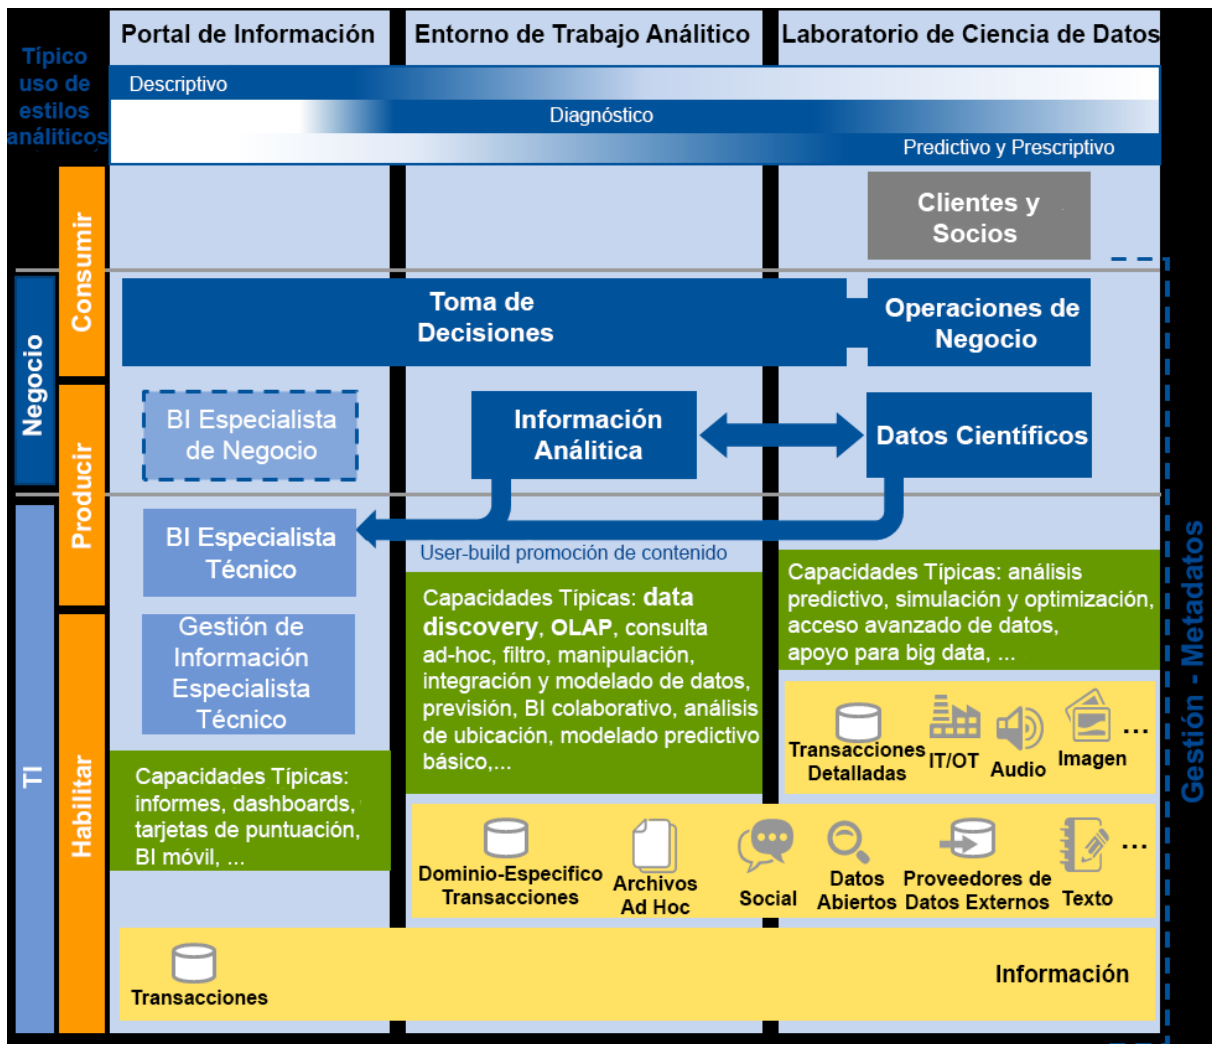 Típico
uso de
estilos
análiticos
Portal de Información
Entorno de Trabajo Análitico
Laboratorio de Ciencia de Datos
Descriptivo
Diagnóstico
Predictivo y Prescriptivo
Consumir
Producir
Habilitar
Negocio
TI
Clientes y
Socios
Toma de
Decisiones
Operaciones de
Negocio
BI Especialista
de Negocio
Información
Análitica
Datos Científicos
BI Especialista
Técnico
User-build promoción de contenido
Gestión de
Información
Especialista
Técnico
Capacidades Típicas:
informes, dashboards,
tarjetas de puntuación,
BI móvil, ...
Capacidades Típicas: data
discovery, OLAP, consulta
ad-hoc, filtro, manipulación,
integración y modelado de datos,
previsión, BI colaborativo, análisis
de ubicación, modelado predictivo
básico,...
Capacidades Típicas: análisis
predictivo, simulación y optimización,
acceso avanzado de datos,
apoyo para big data, ...
Transacciones
Detalladas
IT/OT
Audio
Imagen
...
Dominio-Especifico
Transacciones
Archivos
Ad Hoc
Social
Datos
Abiertos
Proveedores de
Datos Externos
Texto
...
Transacciones
Información
Gestión - Metadatos